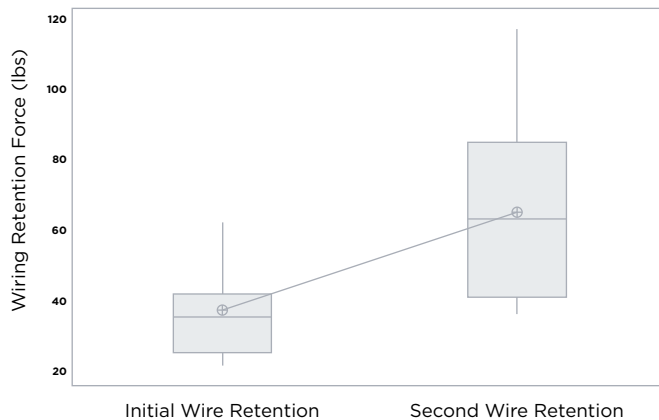 Wiring Retention Force (lbs)
120
100
80
60
40
20
Initial Wire Retention
Second Wire Retention